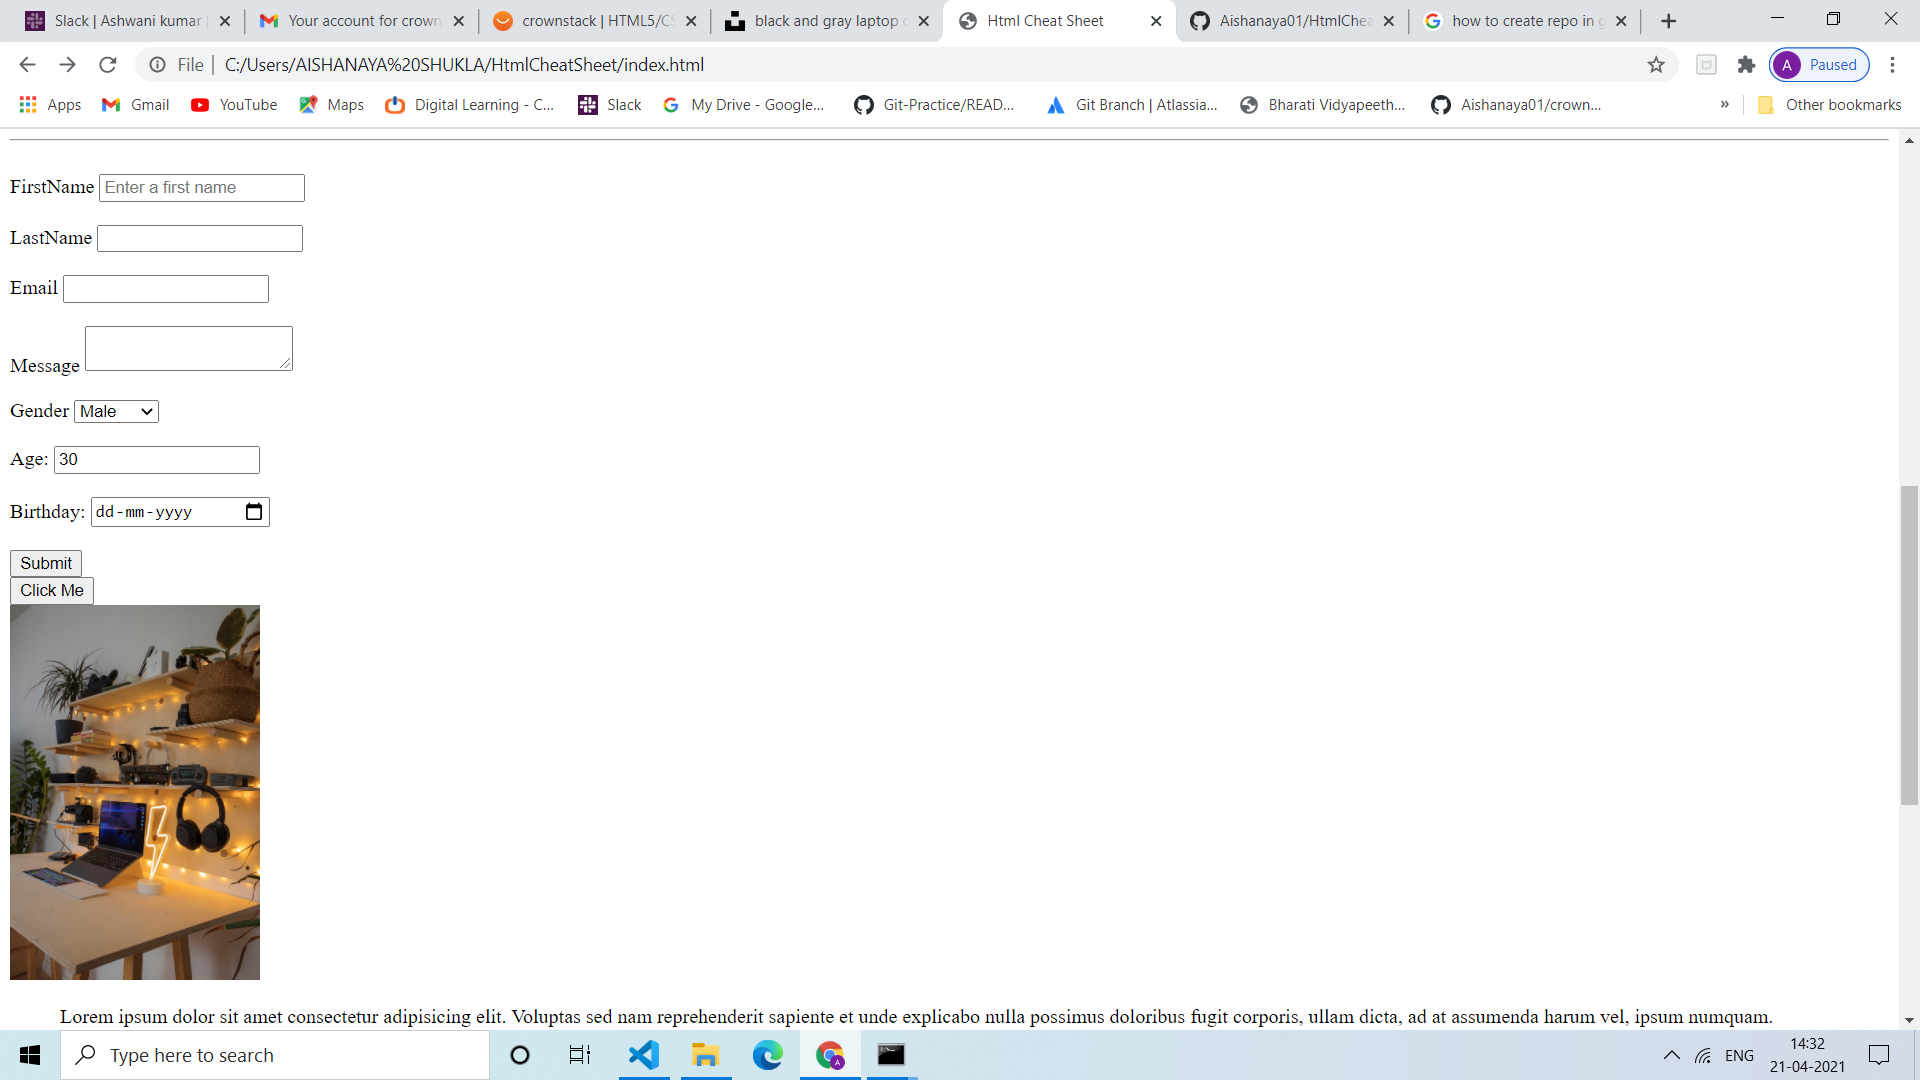 Slack | Ashwani kumar
Your account for crown
crownstack | HTML5/CS
black and gray laptop
Html Cheat Sheet
Aishanaya01/HtmlChea
how to create repo in g
File
C:/Users/AISHANAYA%20SHUKLA/HtmlCheatSheet/index.html
A
Paused
Apps
Gmail
YouTube
Maps
Digital Learning - C...
Slack
My Drive - Google...
Git-Practice/READ...
Git Branch | Atlassia...
Bharati Vidyapeeth...
Aishanaya01/crown...
»
Other bookmarks
FirstName Enter a first name
LastName
Email
Message
Gender Male
Age: 30
Birthday: dd-mm-yyyy
Submit
Click Me
Lorem ipsum dolor sit amet consectetur adipisicing elit. Voluptas sed nam reprehenderit sapiente et unde explicabo nulla possimus doloribus fugit corporis, ullam dicta, ad at assumenda harum vel, ipsum numquam.
Type here to search
ENG
14:32
21-04-2021